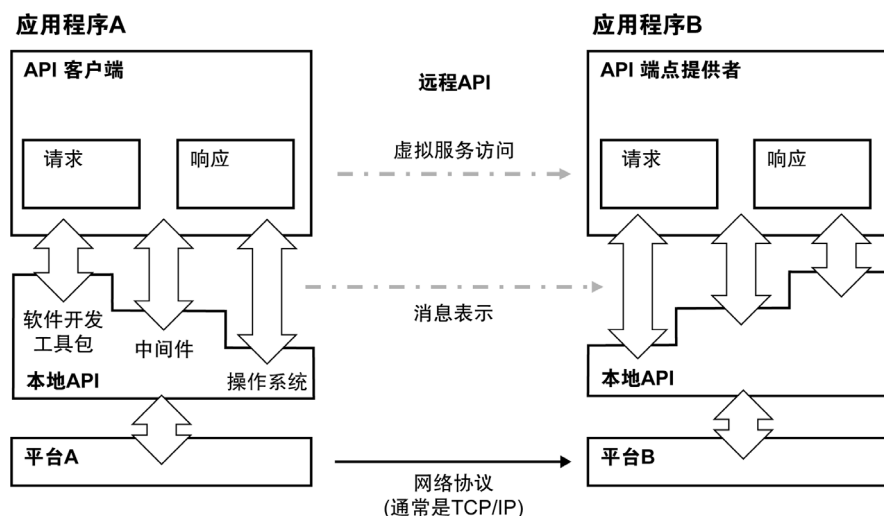 应用程序A
应用程序B
API 客户端
远程API
API 端点提供者
请求
响应
虚拟服务访问
请求
响应
消息表示
软件开发
工具包
中间件
操作系统
本地API
本地API
平台A
平台B
网络协议
(通常是TCP/IP)